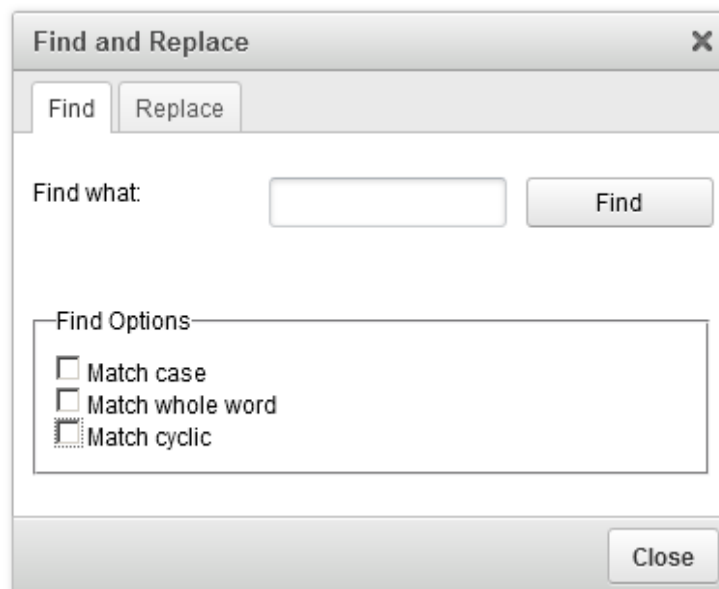 Find and Replace
Find Replace
Find what: Find
Find Options
Match case
Match whole word
Match cyclic
Close